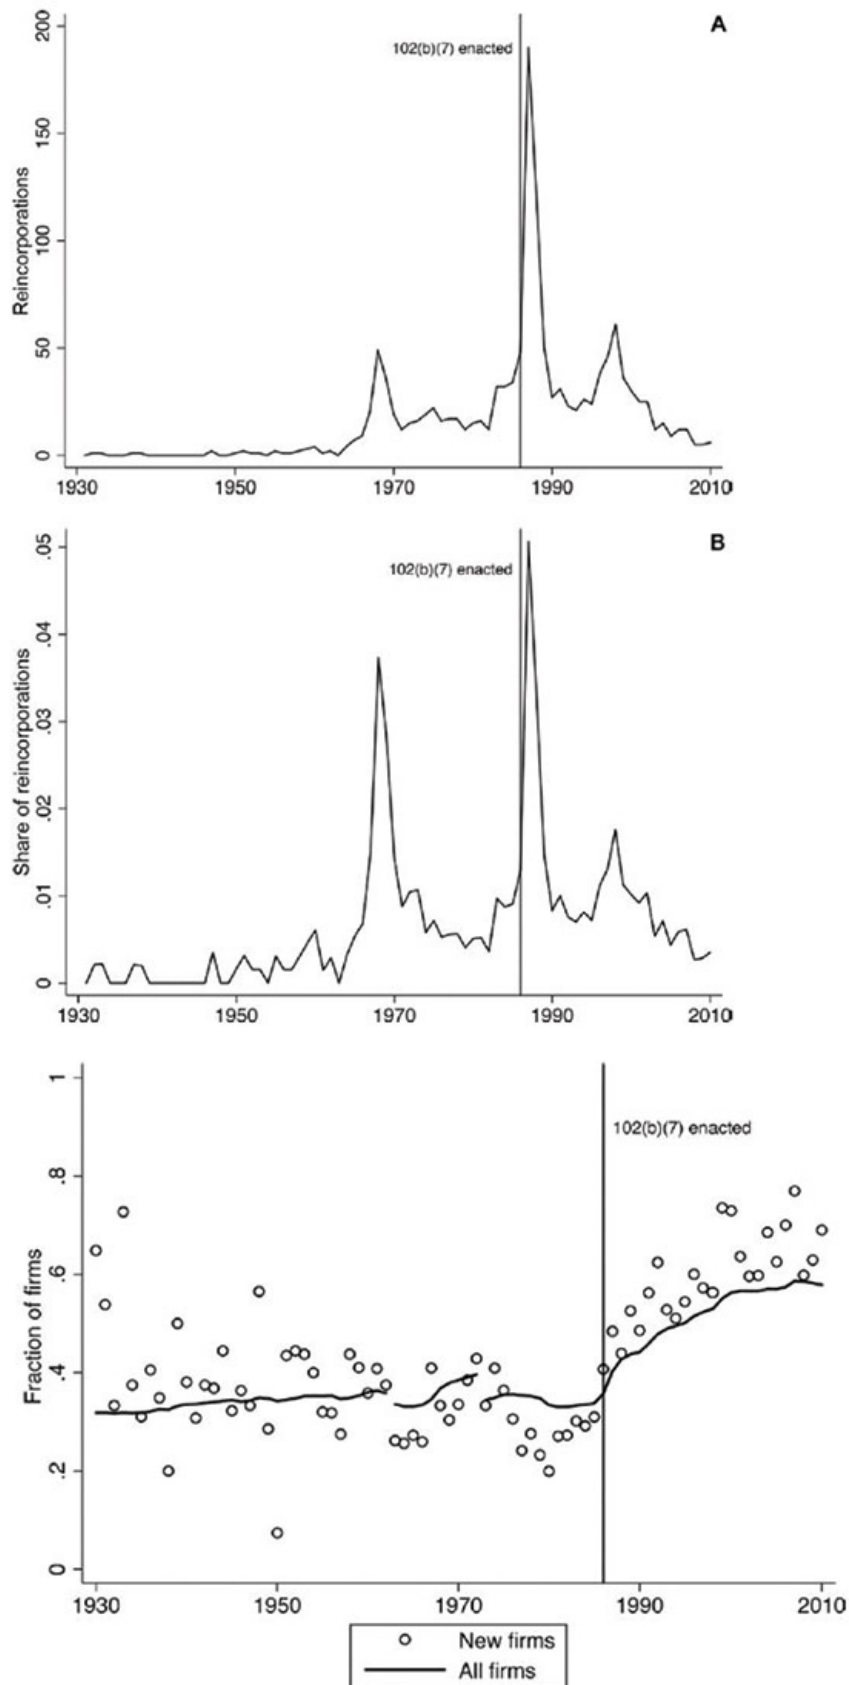 A
102(b)(7) enacted
Reincorporations
200
150
100
50
0
1930 1950 1970 1990 2010
B
102(b)(7) enacted
Share of reincorporations
.05
.04
.03
.02
.01
0
1930 1950 1970 1990 2010
102(b)(7) enacted
Fraction of firms
1
.8
.6
.4
.2
0
1930 1950 1970 1990 2010
New firms
All firms